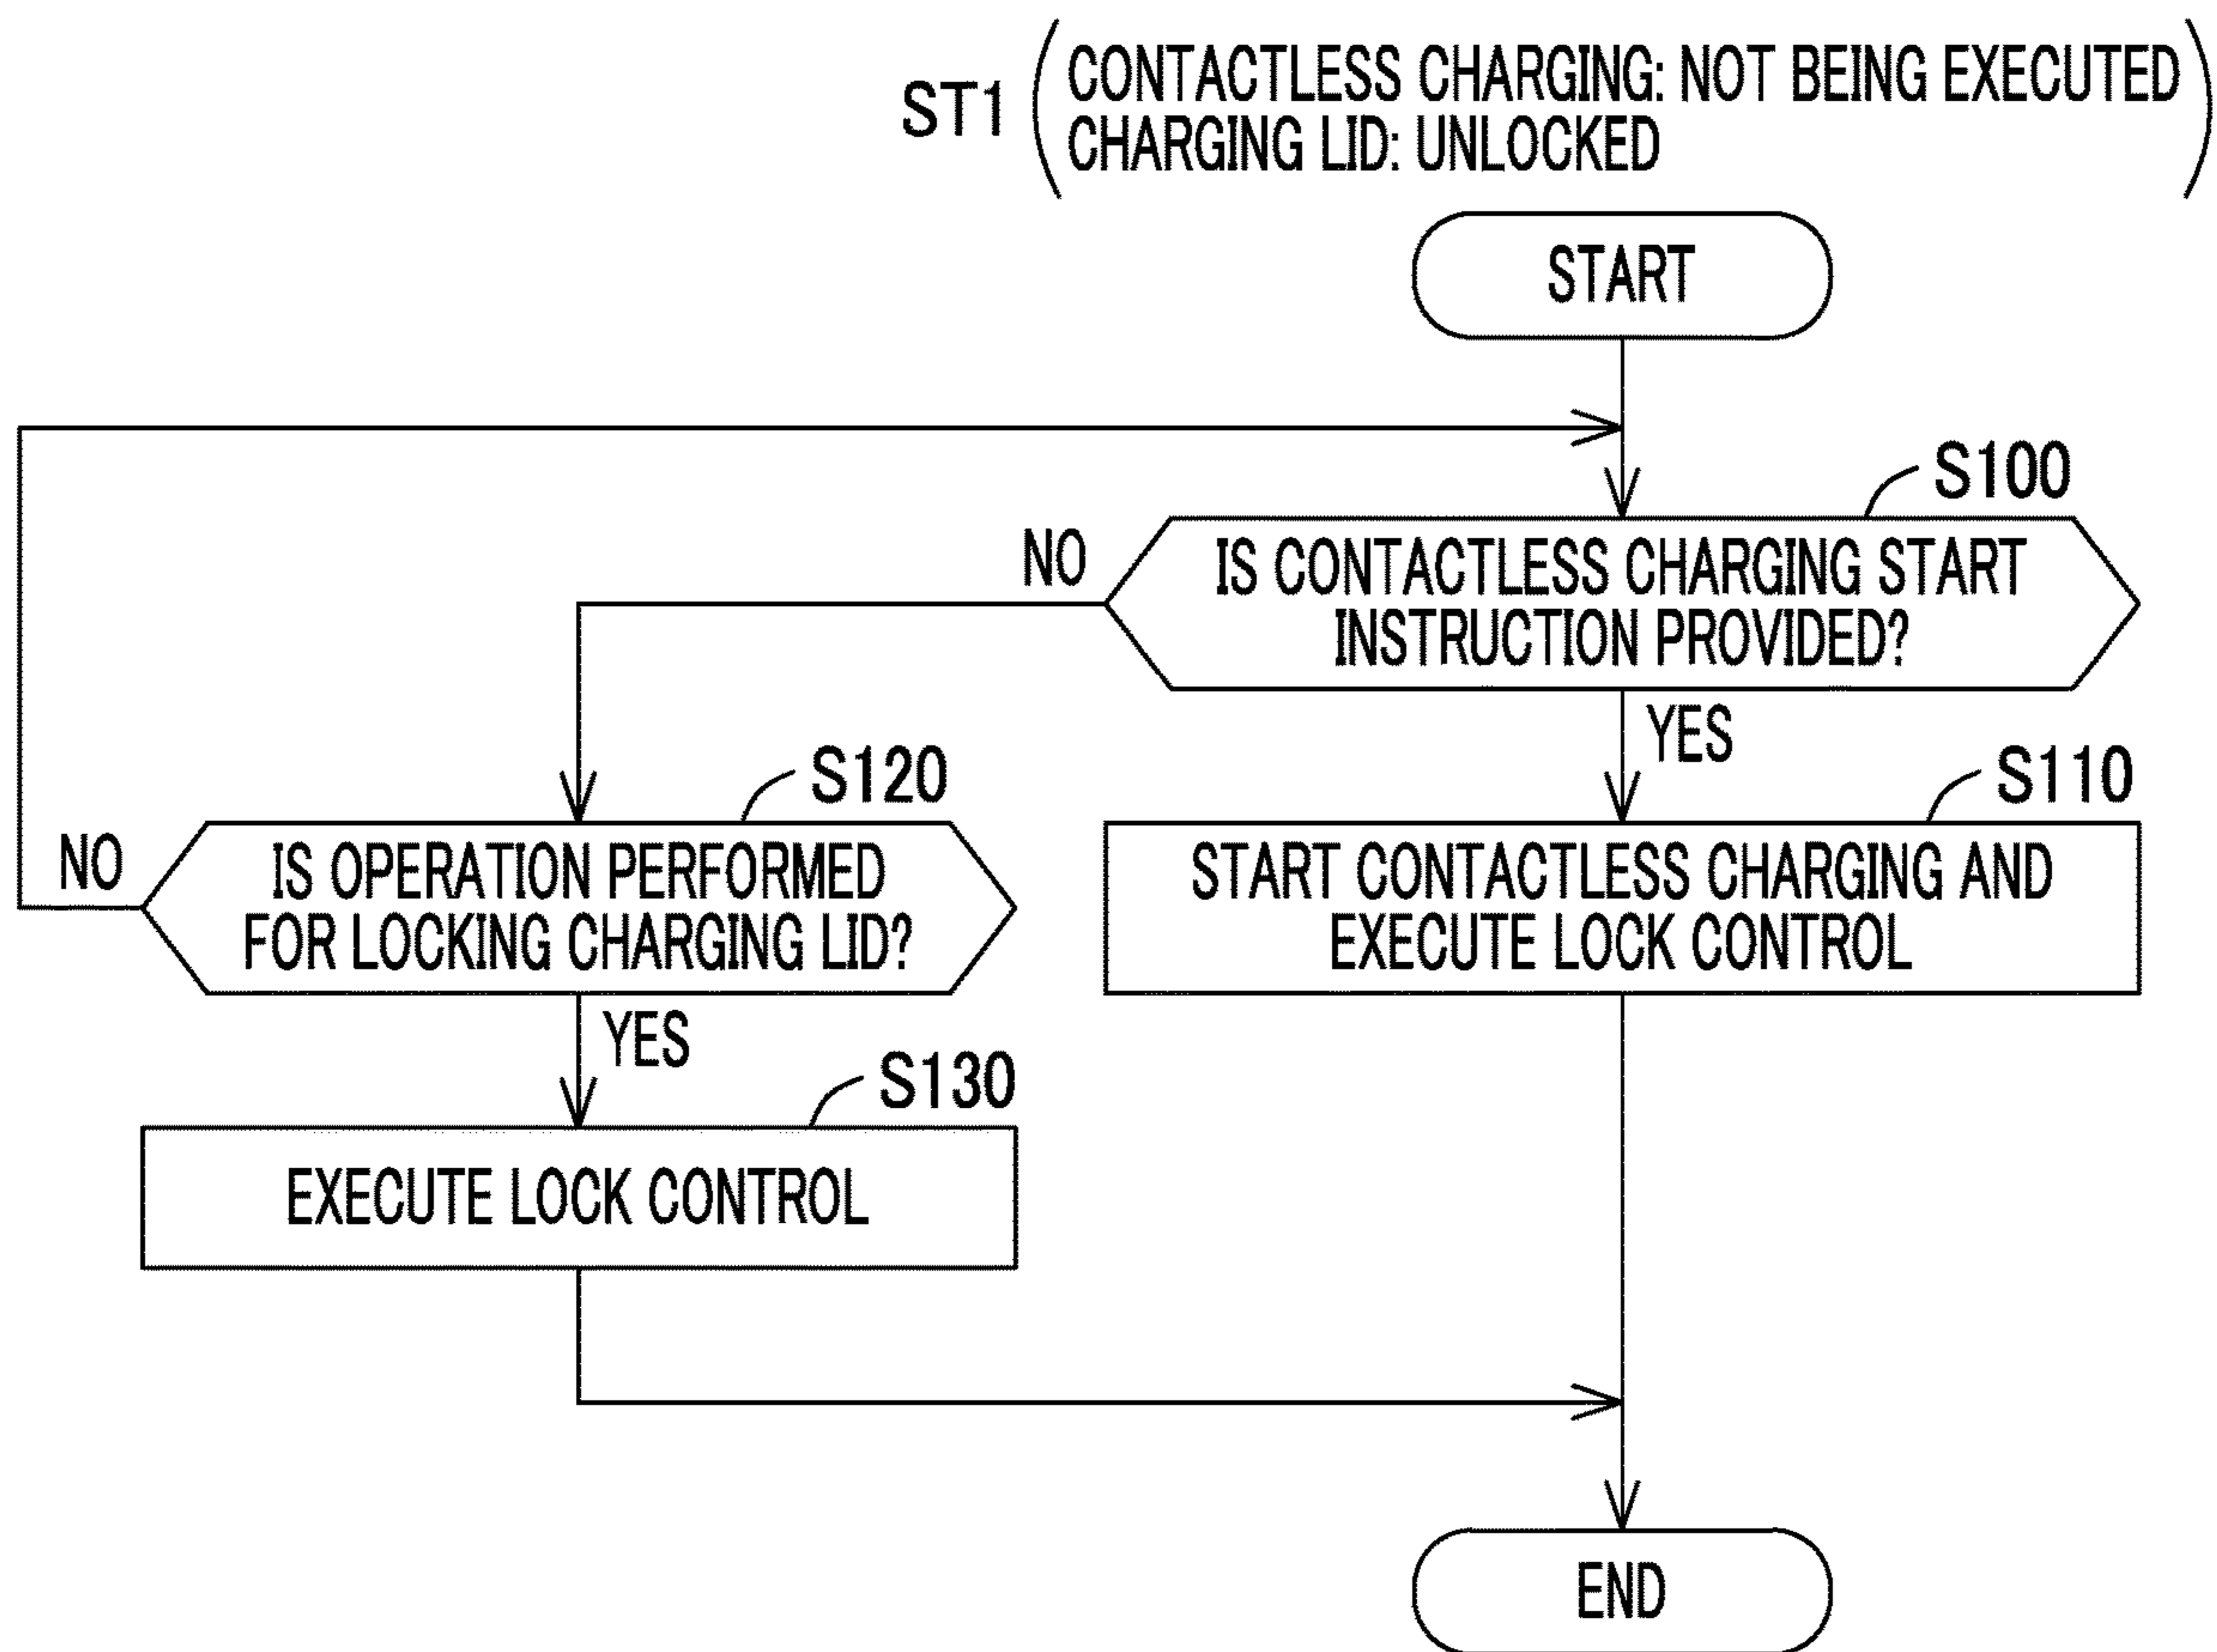 ST1
CONTACTLESS CHARGING: NOT BEING EXECUTED
CHARGING LID: UNLOCKED
START
S100
IS CONTACTLESS CHARGING START
INSTRUCTION PROVIDED?
NO
YES
S110
START CONTACTLESS CHARGING AND
EXECUTE LOCK CONTROL
S120
IS OPERATION PERFORMED
FOR LOCKING CHARGING LID?
NO
YES
S130
EXECUTE LOCK CONTROL
END